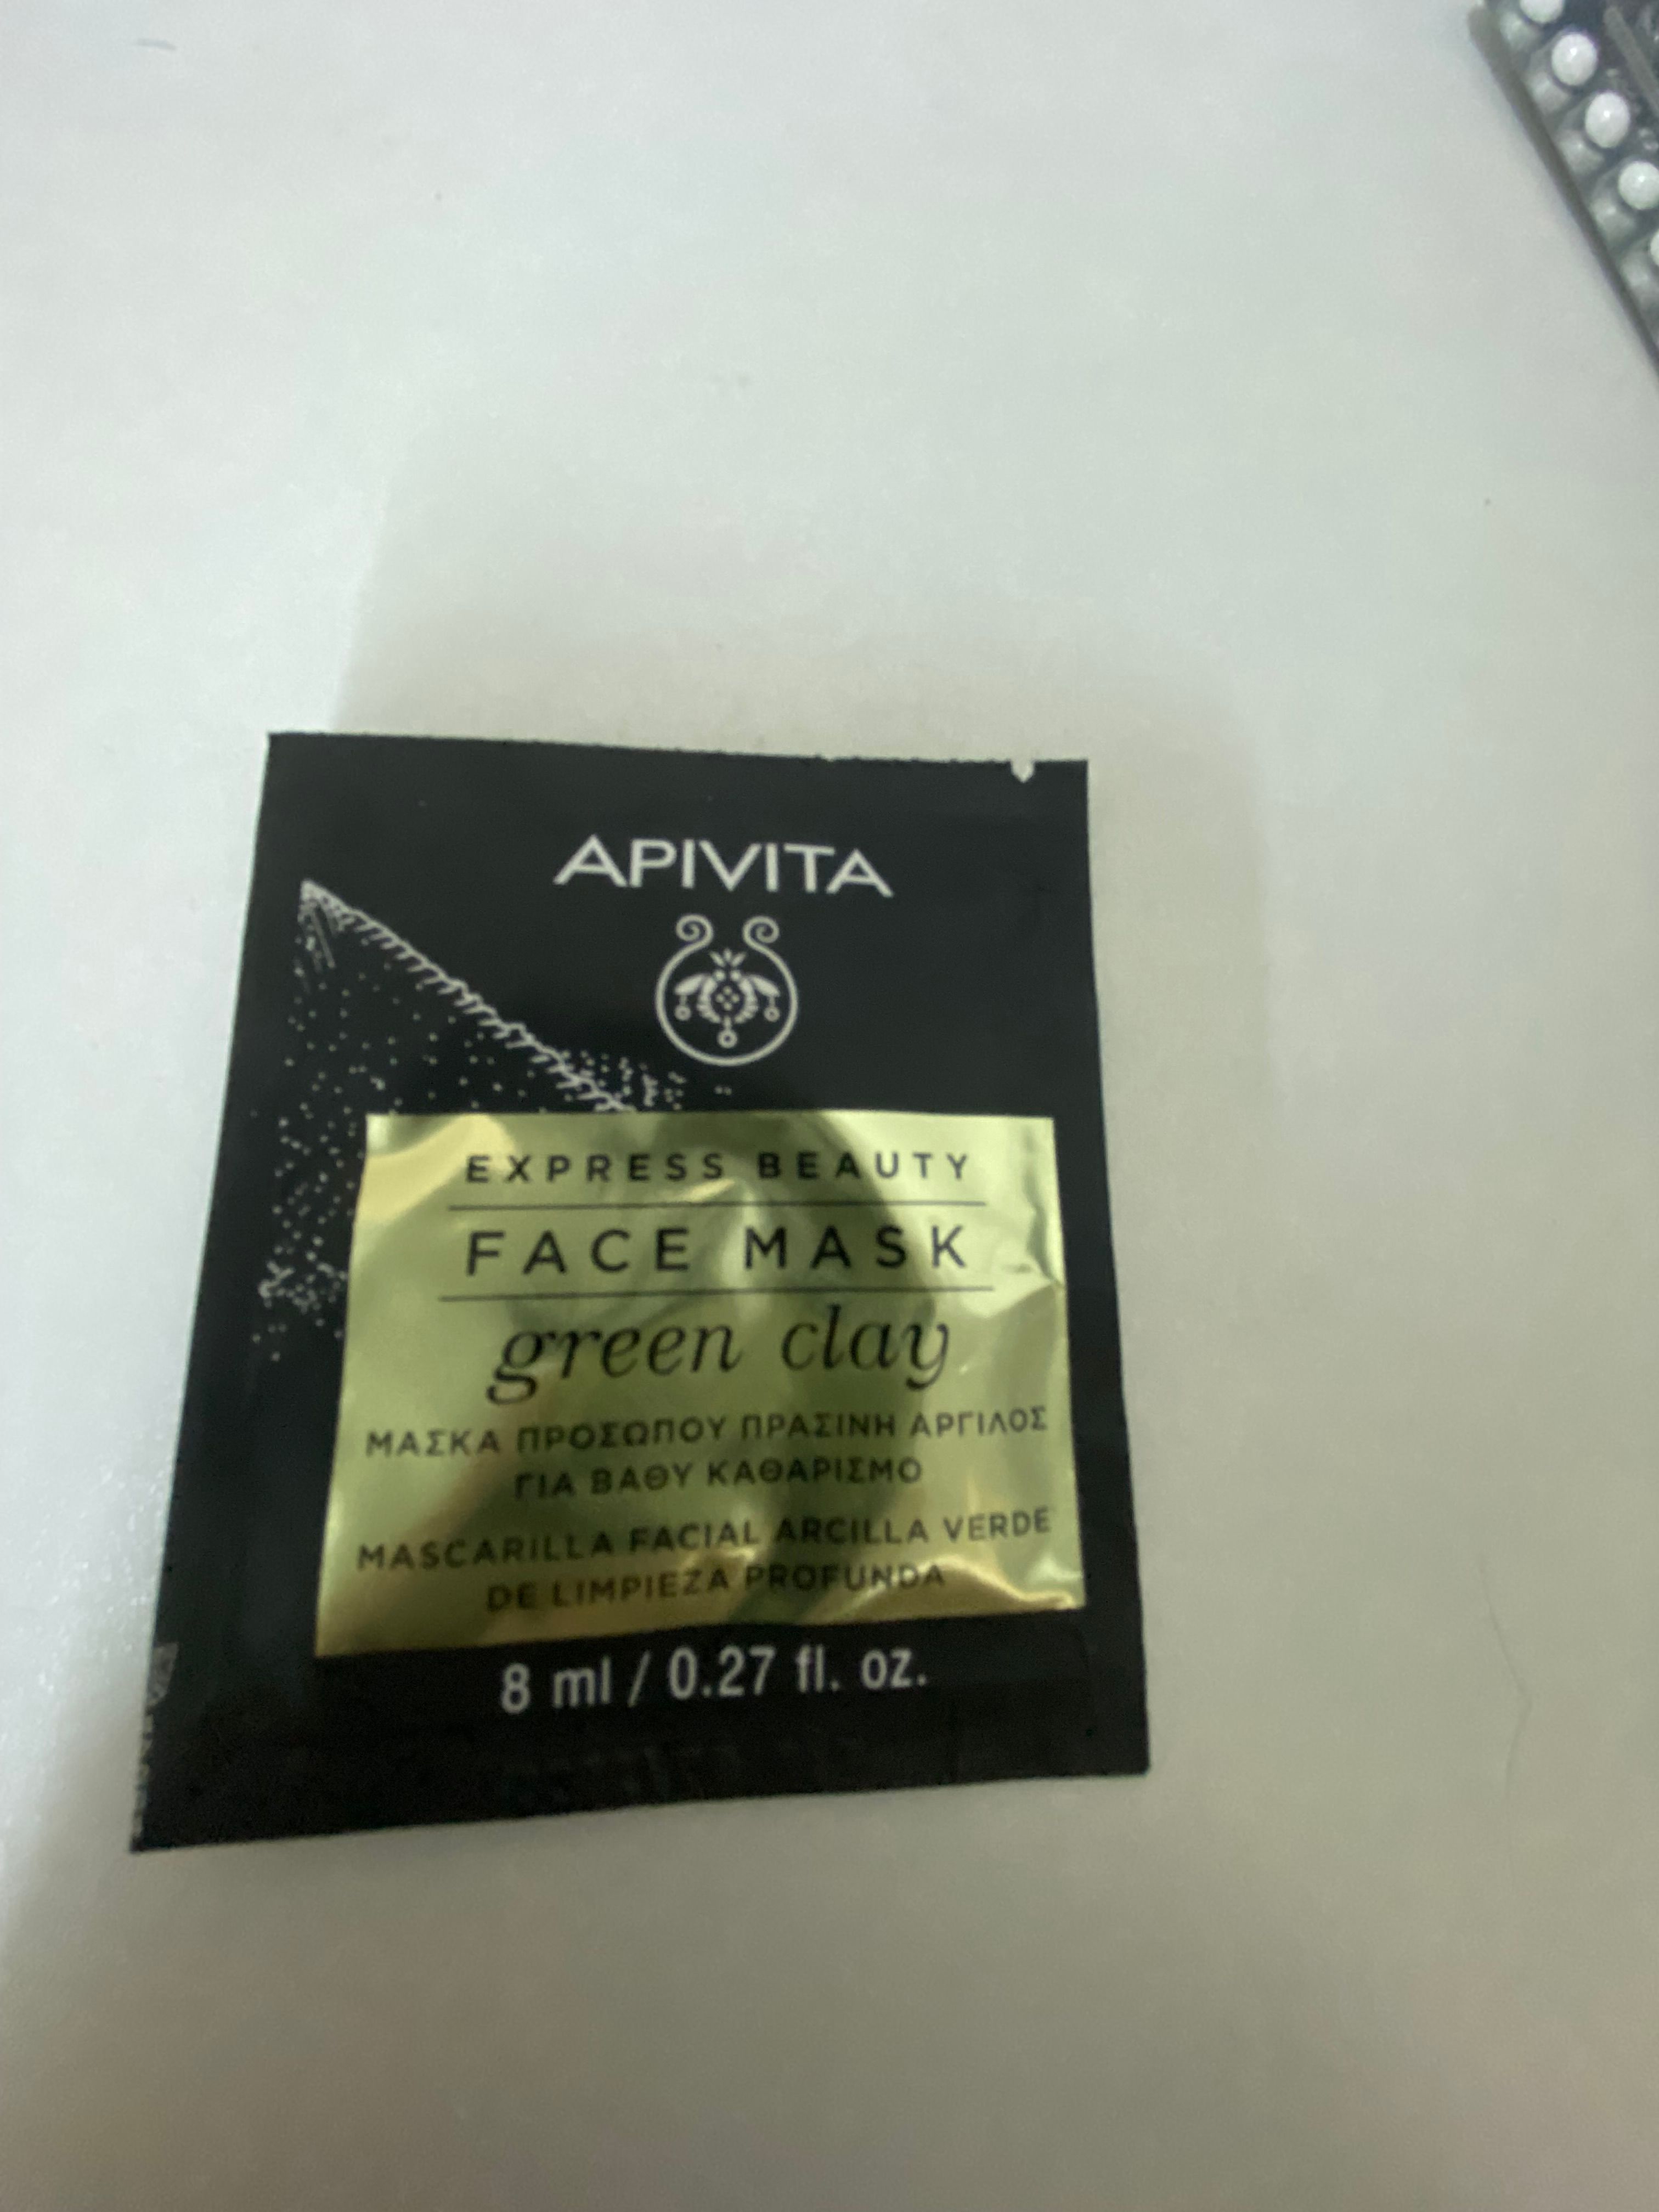 APIVITA
EXPRESS BEAUTY
FACE MASK
green clay
ΜΑΣΚΑ ΠΡΟΣΩΠΟΥ ΠΡΑΣΙΝΗ ΑΡΓΙΛΟΣ
ΓΙΑ ΒΑΘΥ ΚΑΘΑΡΙΣΜΟ
MASCARILLA FACIAL ARCILLA VERDE
DE LIMPIEZA PROFUNDA
8 ml / 0.27 fl. oz.